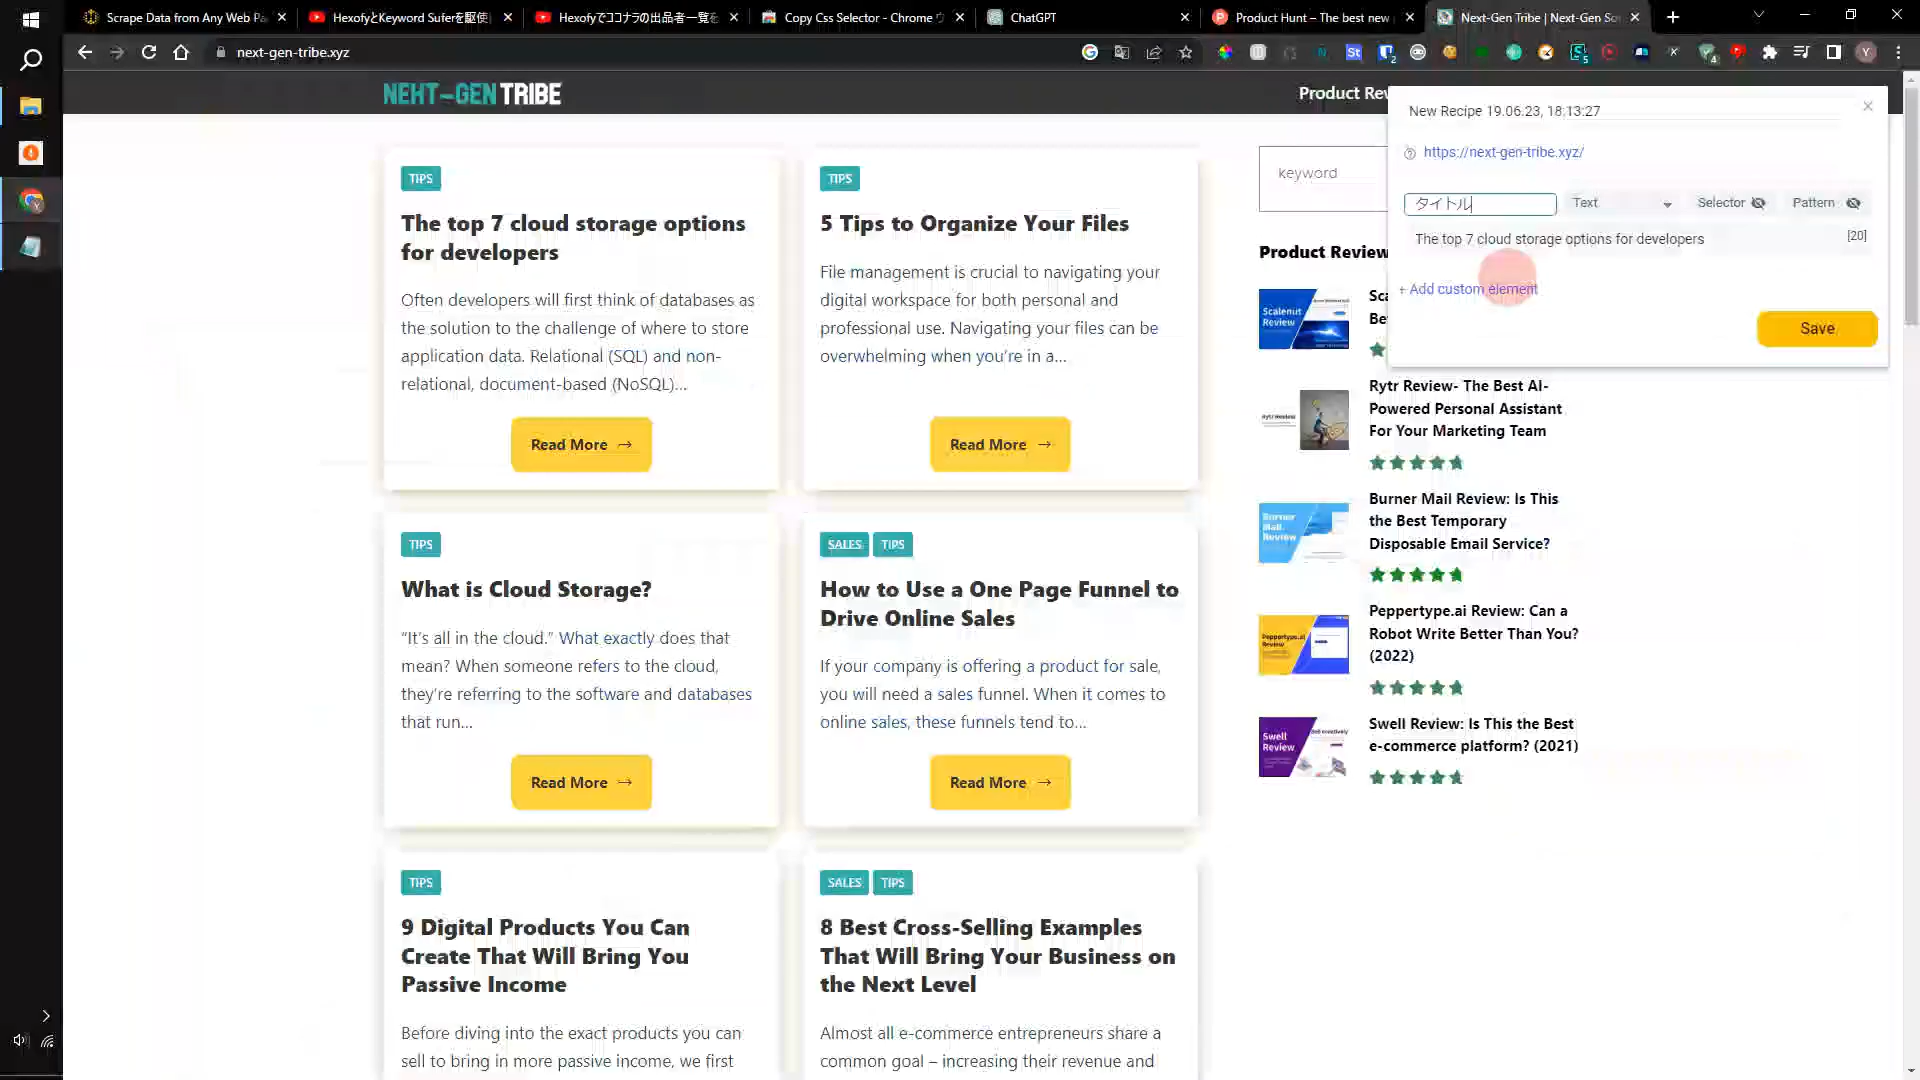 Scrape Data from Any Web Pa
HexofyとKeyword Suferを駆使
Hexofyでココナラの出品者一覧を
Copy Css Selector - Chrome
ChatGPT
Product Hunt – The best new
Next-Gen Tribe | Next-Gen So
next-gen-tribe.xyz
NEXT-GEN TRIBE
Product Rev
New Recipe 19.06.23, 18:13:27
https://next-gen-tribe.xyz/
タイトル
Text
Selector
Pattern
The top 7 cloud storage options for developers
[20]
+ Add custom element
Save
TIPS
The top 7 cloud storage options
for developers
Often developers will first think of databases as
the solution to the challenge of where to store
application data. Relational (SQL) and non-
relational, document-based (NoSQL)...
Read More →
TIPS
5 Tips to Organize Your Files
File management is crucial to navigating your
digital workspace for both personal and
professional use. Navigating your files can be
overwhelming when you're in a...
Read More →
TIPS
What is Cloud Storage?
“It's all in the cloud.” What exactly does that
mean? When someone refers to the cloud,
they're referring to the software and databases
that run...
Read More →
SALES TIPS
How to Use a One Page Funnel to
Drive Online Sales
If your company is offering a product for sale,
you will need a sales funnel. When it comes to
online sales, these funnels tend to...
Read More →
TIPS
9 Digital Products You Can
Create That Will Bring You
Passive Income
Before diving into the exact products you can
sell to bring in more passive income, we first
SALES TIPS
8 Best Cross-Selling Examples
That Will Bring Your Business on
the Next Level
Almost all e-commerce entrepreneurs share a
common goal – increasing their revenue and
keyword
Product Review
Sca
Be
Scalenut
Review
Rytr Review- The Best AI-
Powered Personal Assistant
For Your Marketing Team
Rytr Review
Burner Mail Review: Is This
the Best Temporary
Disposable Email Service?
Burner
Mail
Review
Peppertype.ai Review: Can a
Robot Write Better Than You?
(2022)
Peppertype.ai
Review
Swell Review: Is This the Best
e-commerce platform? (2021)
Swell
Review